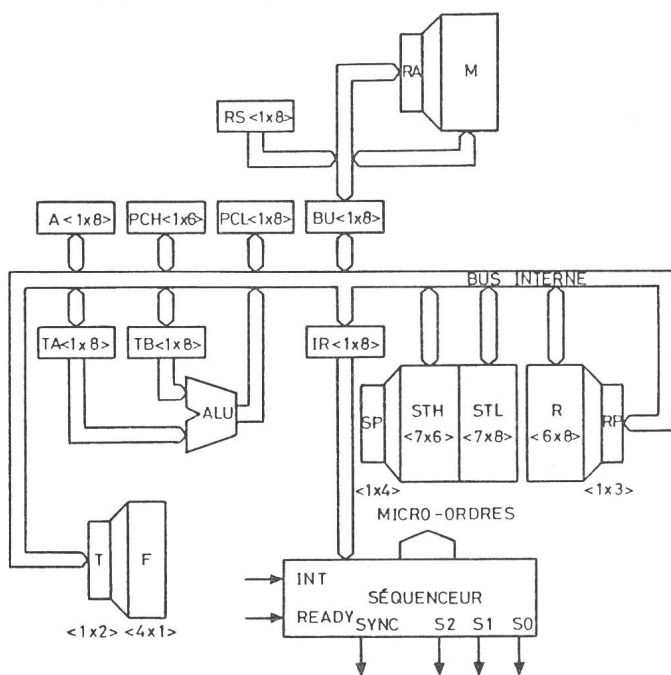 RA
M
RS<1x8>
A<1x8>
PCH<1x6>
PCL<1x8>
BU<1x8>
BUS INTERNE
TA<1x8>
TB<1x8>
IR<1x8>
ALU
SP
STH
<7x6>
STL
<7x8>
R
<6x8>
RP
<1x4>
<1x3>
MICRO-ORDRES
T
F
<1x2>
<4x1>
INT
SÉQUENCEUR
READY
SYNC
S2
S1
S0